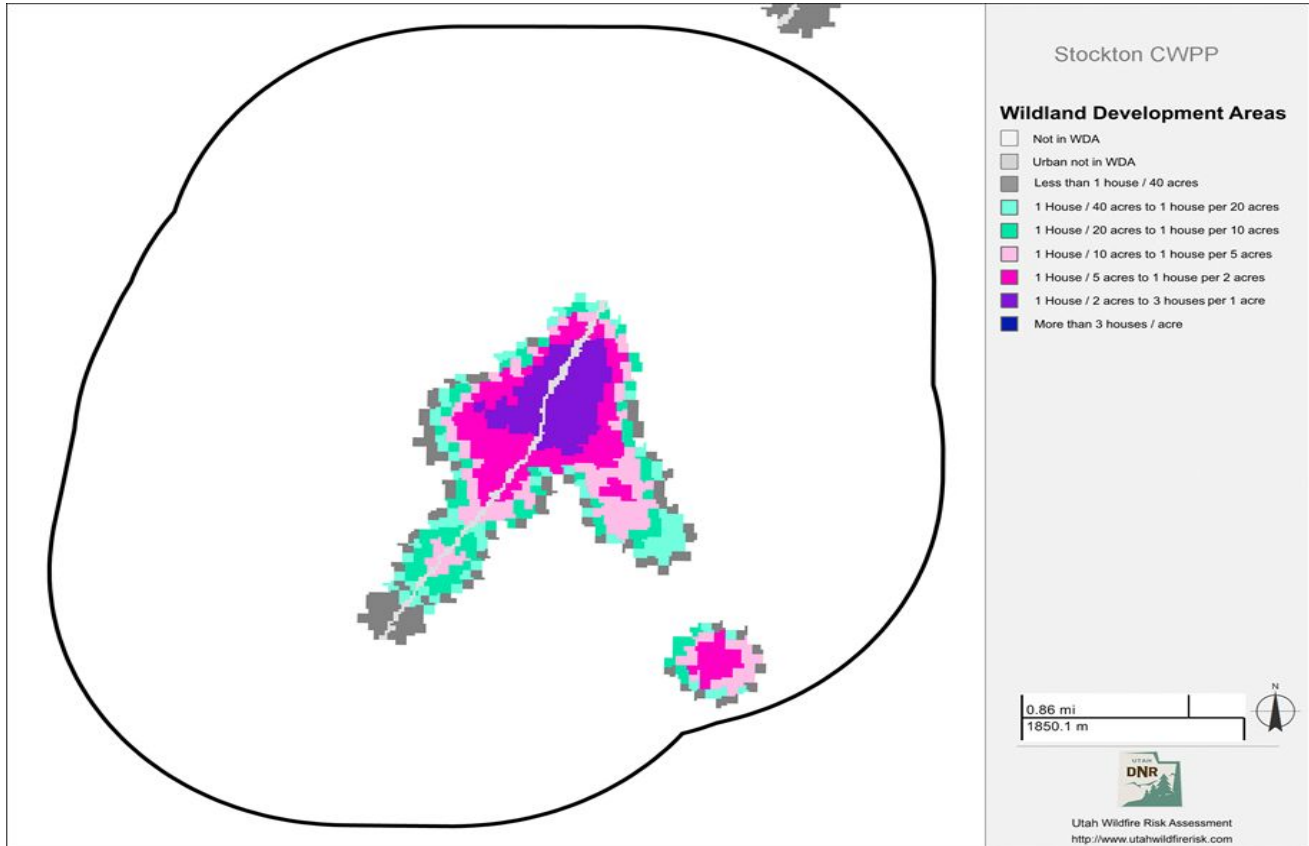 Stockton CWPP
Wildland Development Areas
Not in WDA
Urban not in WDA
Less than 1 house / 40 acres
1 House / 40 acres to 1 house per 20 acres
1 House / 20 acres to 1 house per 10 acres
1 House / 10 acres to 1 house per 5 acres
1 House / 5 acres to 1 house per 2 acres
1 House / 2 acres to 3 houses per 1 acre
More than 3 houses / acre
N
0.86 mi
1850.1 m
UTAH
DNR
Utah Wildfire Risk Assessment
http://www.utahwildfirerisk.com